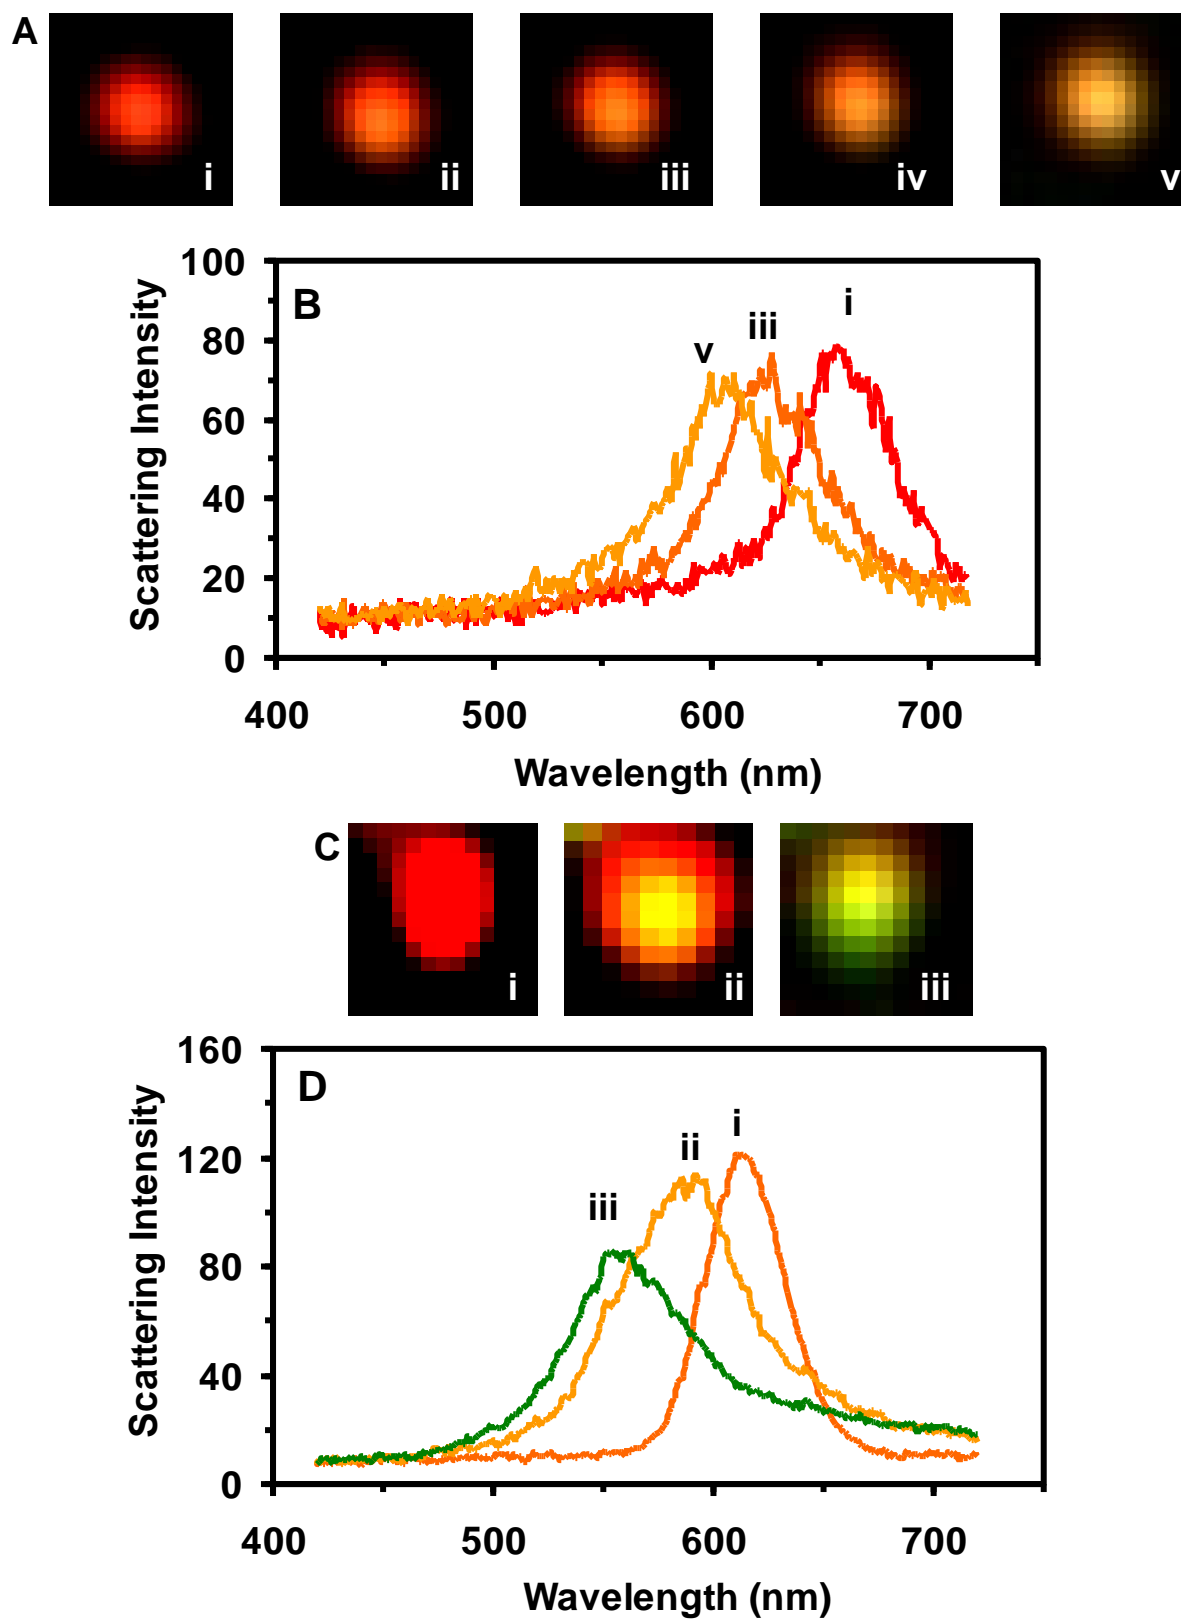 A
i
ii
iii
iv
v
B
v
iii
i
100
80
60
40
20
0
Scattering Intensity
400 500 600 700
Wavelength (nm)
C
i
ii
iii
D
iii
ii
i
160
120
80
40
0
Scattering Intensity
400 500 600 700
Wavelength (nm)